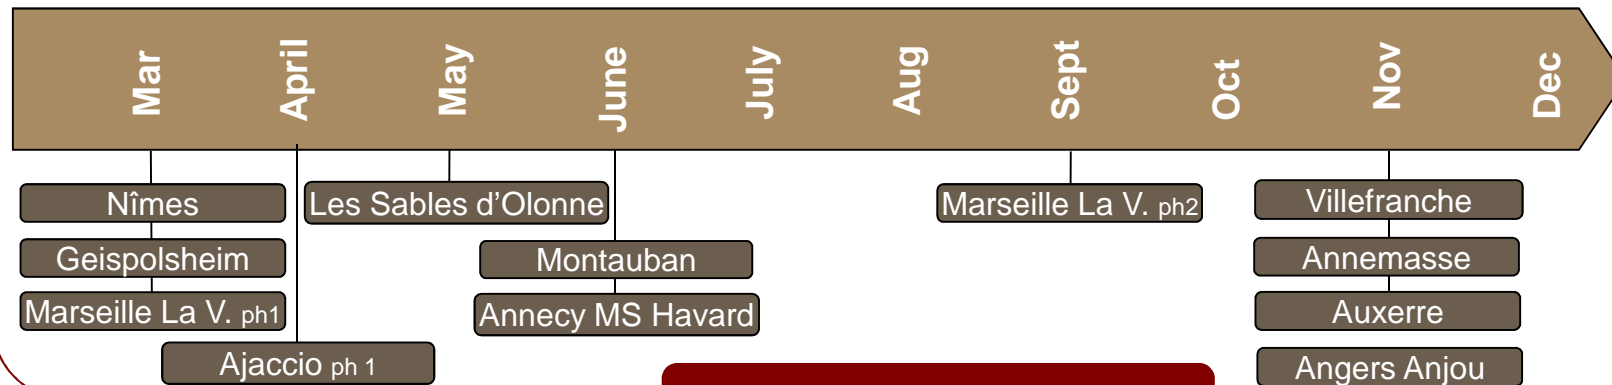 Mar April May June July Aug Sept Oct Nov Dec
Nîmes
Geispolsheim
Marseille La V. ph1
Ajaccio ph 1
Les Sables d’Olonne
Montauban
Annecy MS Havard
Marseille La V. ph2
Villefranche
Annemasse
Auxerre
Angers Anjou